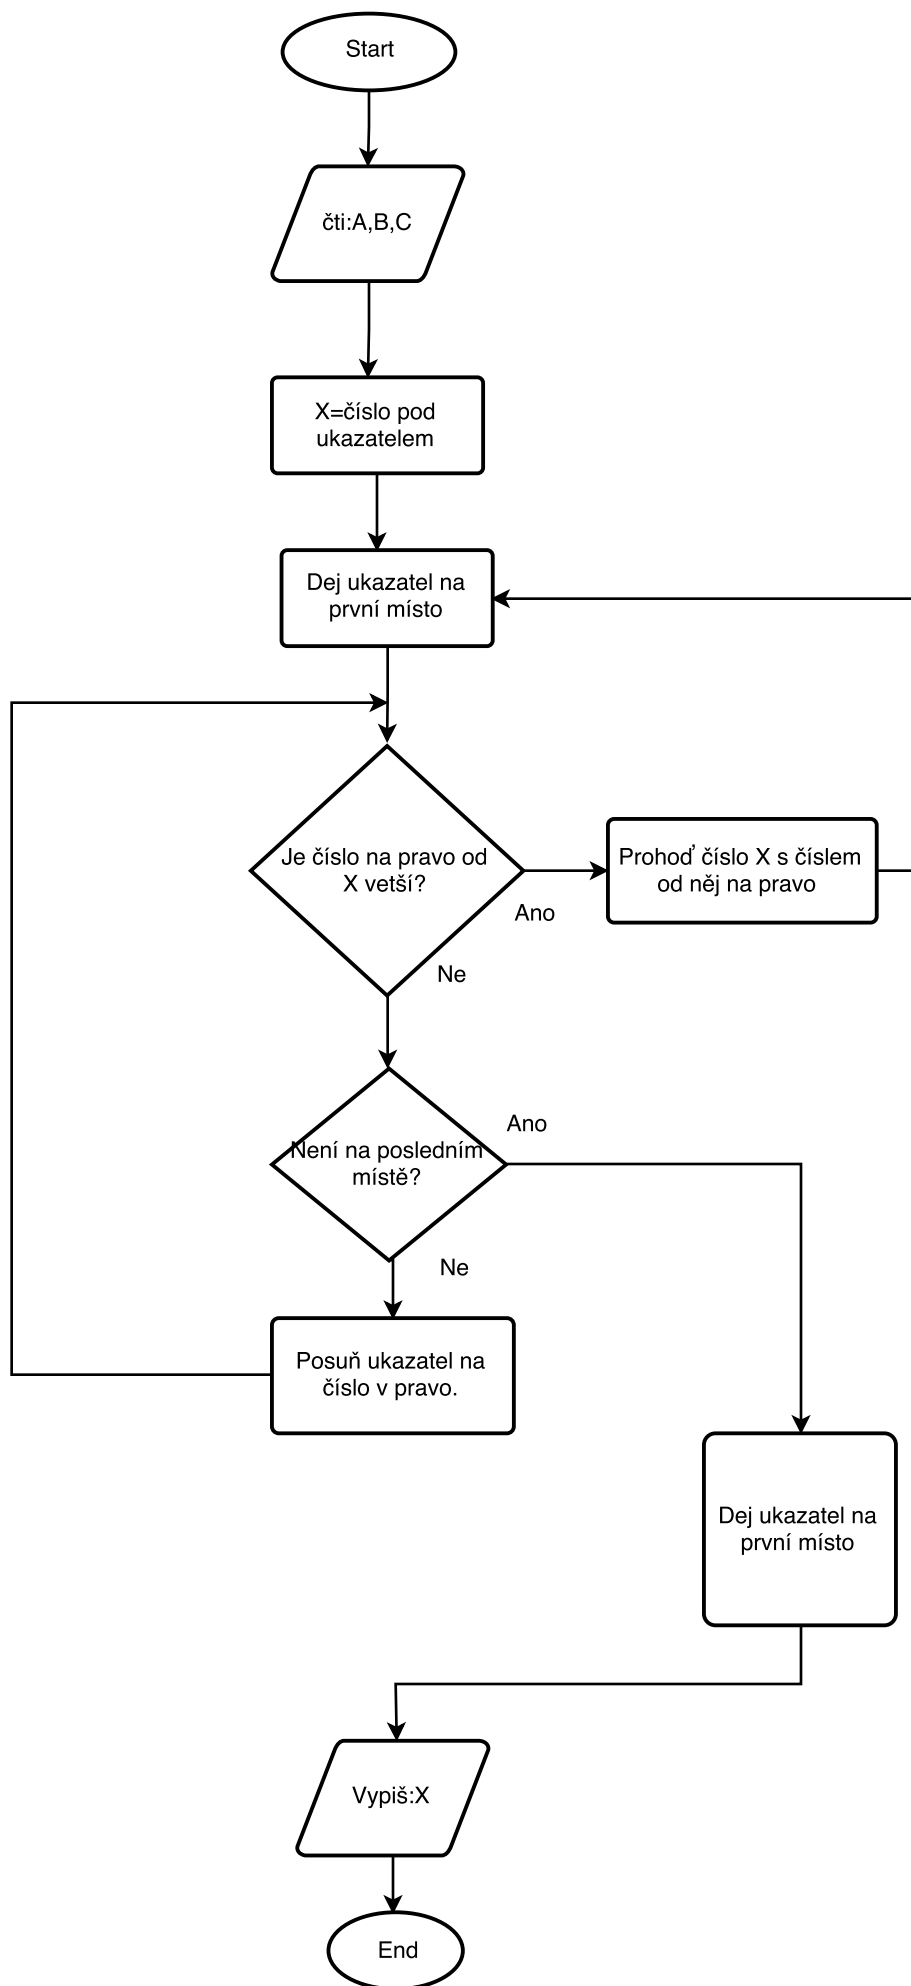 Start
čti:A,B,C
X=číslo pod
ukazatelem
Dej ukazatel na
první místo
Je číslo na pravo od
X vetší?
Prohoď číslo X s číslem
od něj na pravo
Ano
Ne
Není na posledním
místě?
Ano
Ne
Posuň ukazatel na
číslo v pravo.
Dej ukazatel na
první místo
Vypiš:X
End